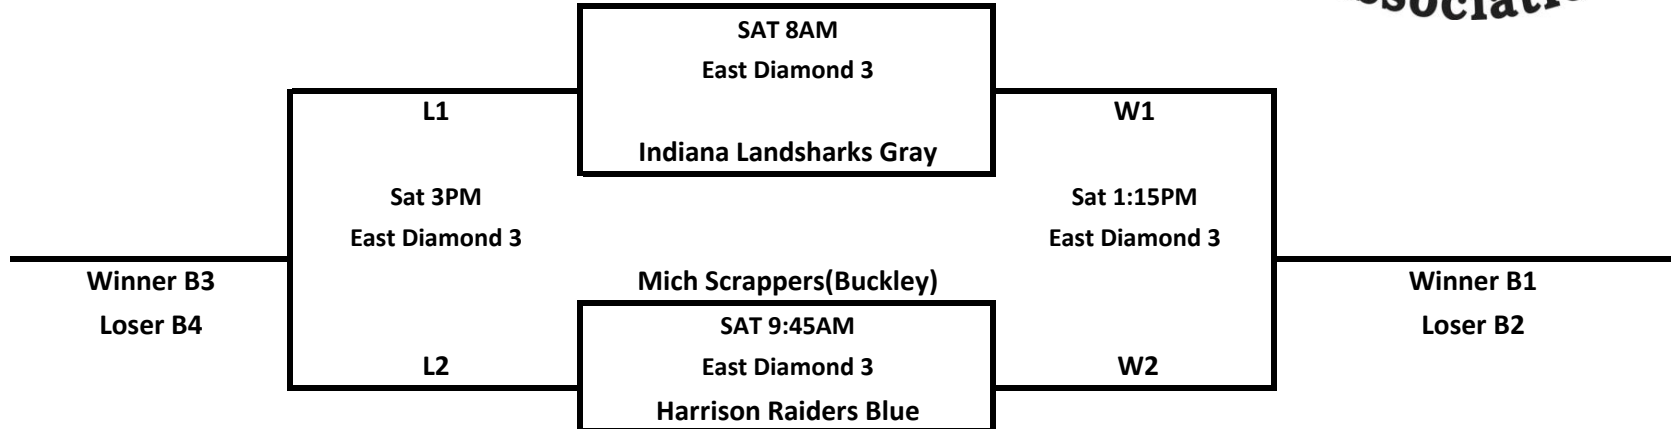 SAT 8AM
East Diamond 3
L1
W1
Indiana Landsharks Gray
Sat 3PM
Sat 1:15PM
East Diamond 3
East Diamond 3
Winner B3
Mich Scrappers(Buckley)
Winner B1
Loser B4
SAT 9:45AM
Loser B2
L2
East Diamond 3
W2
Harrison Raiders Blue